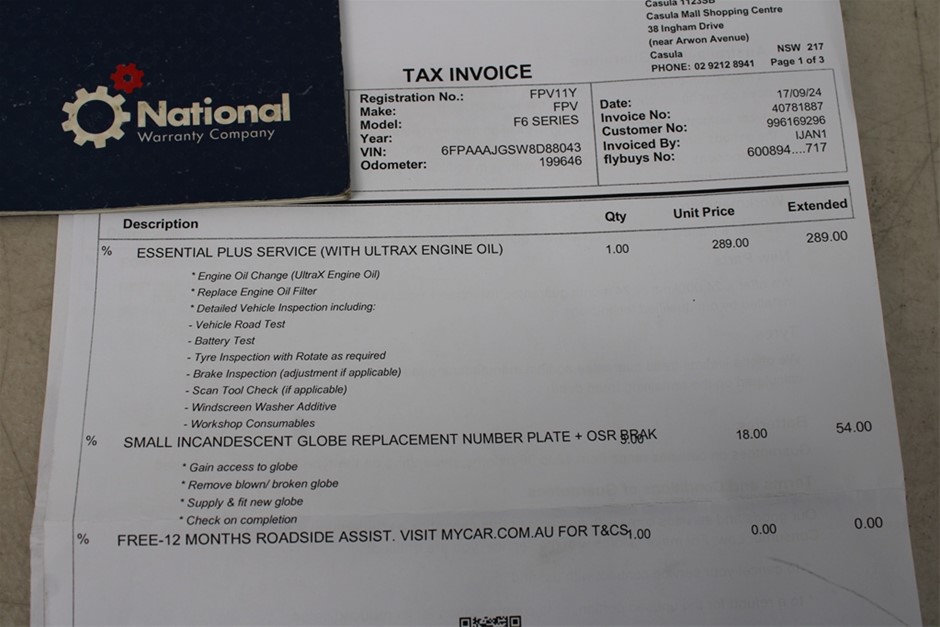 Casula 1123SB
Casula Mall Shopping Centre
38 Ingham Drive
(near Arwon Avenue)
Casula NSW 217
PHONE: 02 9212 8941 Page 1 of 3
National
Warranty Company
TAX INVOICE
Registration No.: FPV11Y
Make: FPV
Model: F6 SERIES
Year:
VIN: 6FPAAAJGSW8D88043
Odometer: 199646
Date: 17/09/24
Invoice No: 40781887
Customer No: 996169296
Invoiced By: IJAN1
flybuys No: 600894....717
Description Qty Unit Price Extended
% ESSENTIAL PLUS SERVICE (WITH ULTRAX ENGINE OIL) 1.00 289.00 289.00
* Engine Oil Change (UltraX Engine Oil)
* Replace Engine Oil Filter
* Detailed Vehicle Inspection including:
- Vehicle Road Test
- Battery Test
- Tyre Inspection with Rotate as required
- Brake Inspection (adjustment if applicable)
- Scan Tool Check (if applicable)
- Windscreen Washer Additive
- Workshop Consumables
% SMALL INCANDESCENT GLOBE REPLACEMENT NUMBER PLATE + OSR BRAK 3.00 18.00 54.00
* Gain access to globe
* Remove blown/ broken globe
* Supply & fit new globe
* Check on completion
% FREE-12 MONTHS ROADSIDE ASSIST. VISIT MYCAR.COM.AU FOR T&CS 1.00 0.00 0.00